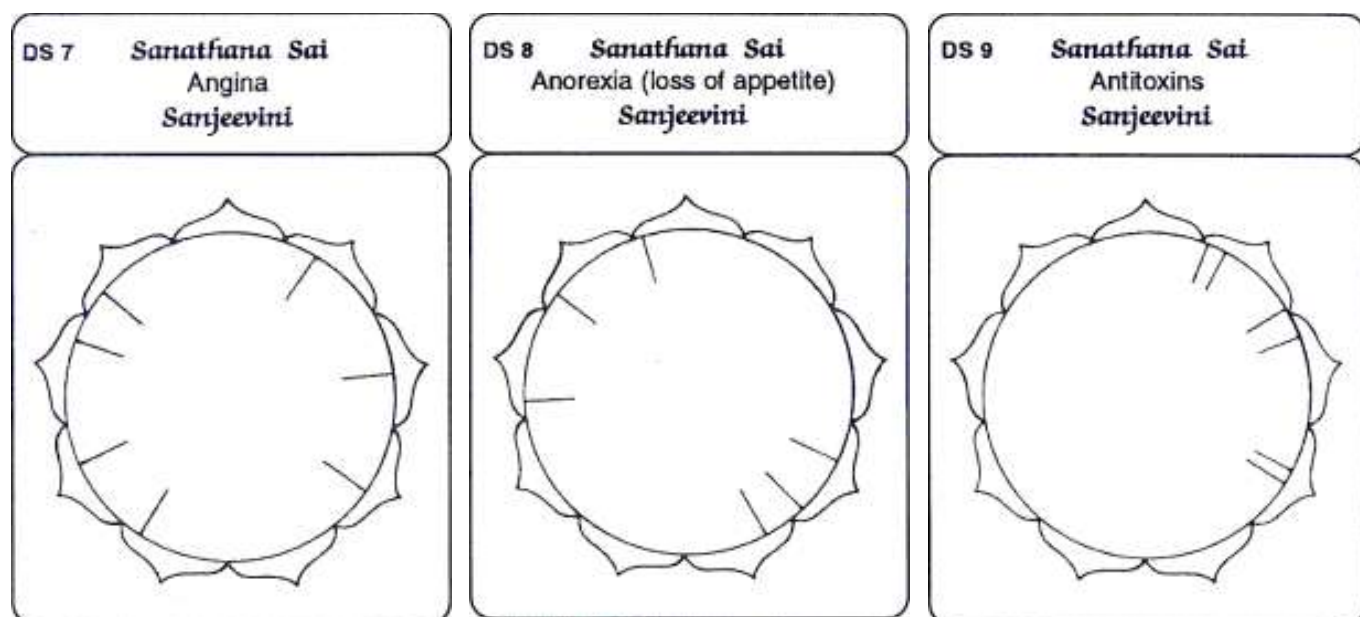 DS 7 Sanathana Sai
Angina
Sanjeevini
DS 8 Sanathana Sai
Anorexia (loss of appetite)
Sanjeevini
DS 9 Sanathana Sai
Antitoxins
Sanjeevini